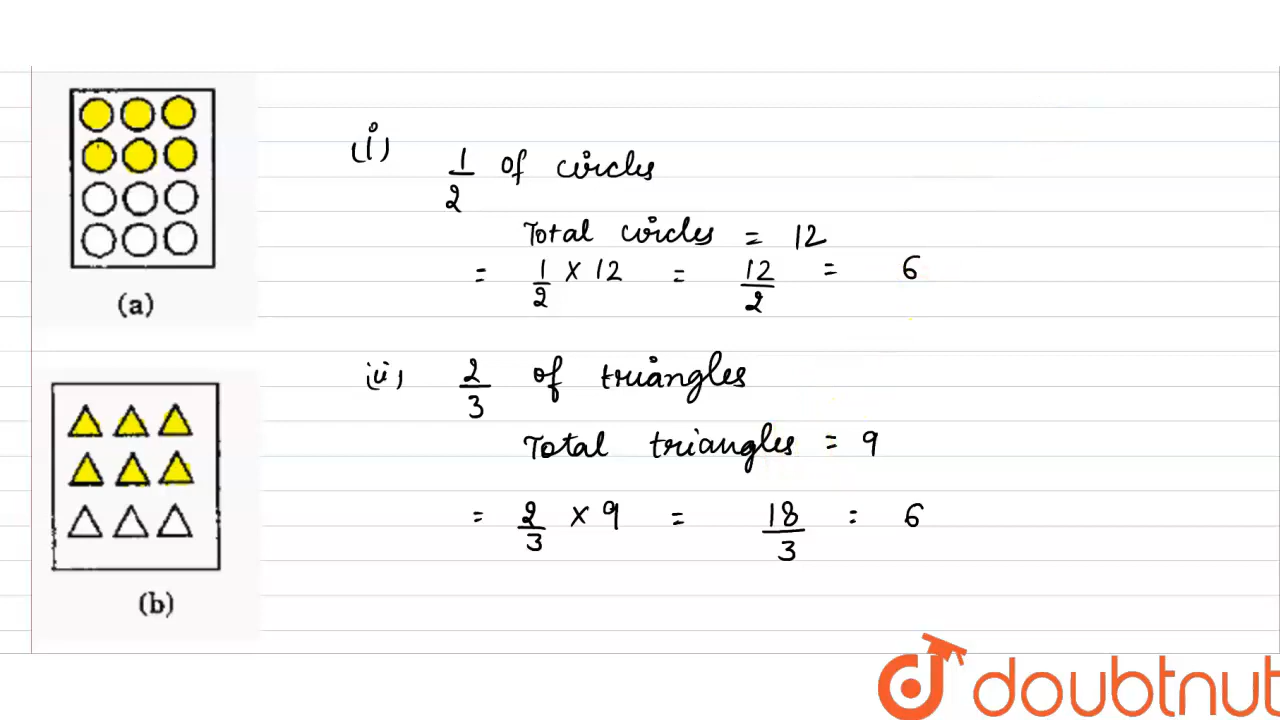 (a)
(i)
1/2 of circles
Total circles = 12
= 1/2 × 12 = 12/2 = 6
(ii) 2/3 of triangles
Total triangles = 9
= 2/3 × 9 = 18/3 = 6
(b)
doubtnut